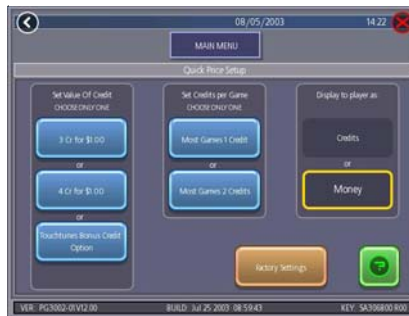 08/05/2003 14:22
MAIN MENU
Quick Price Setup
Set Value Of Credit
CHOOSE ONLY ONE
3 Cr for $1.00
or
4 Cr for $1.00
or
Touchtunes Bonus Credit
Option
Set Credits per Game
CHOOSE ONLY ONE
Most Games 1 Credit
or
Most Games 2 Credits
Display to player as
Credits
or
Money
Factory Settings
?
VER: PG3002-01V12.00 BUILD: Jul 25 2003 08:59:43 KEY: SA306800 R00